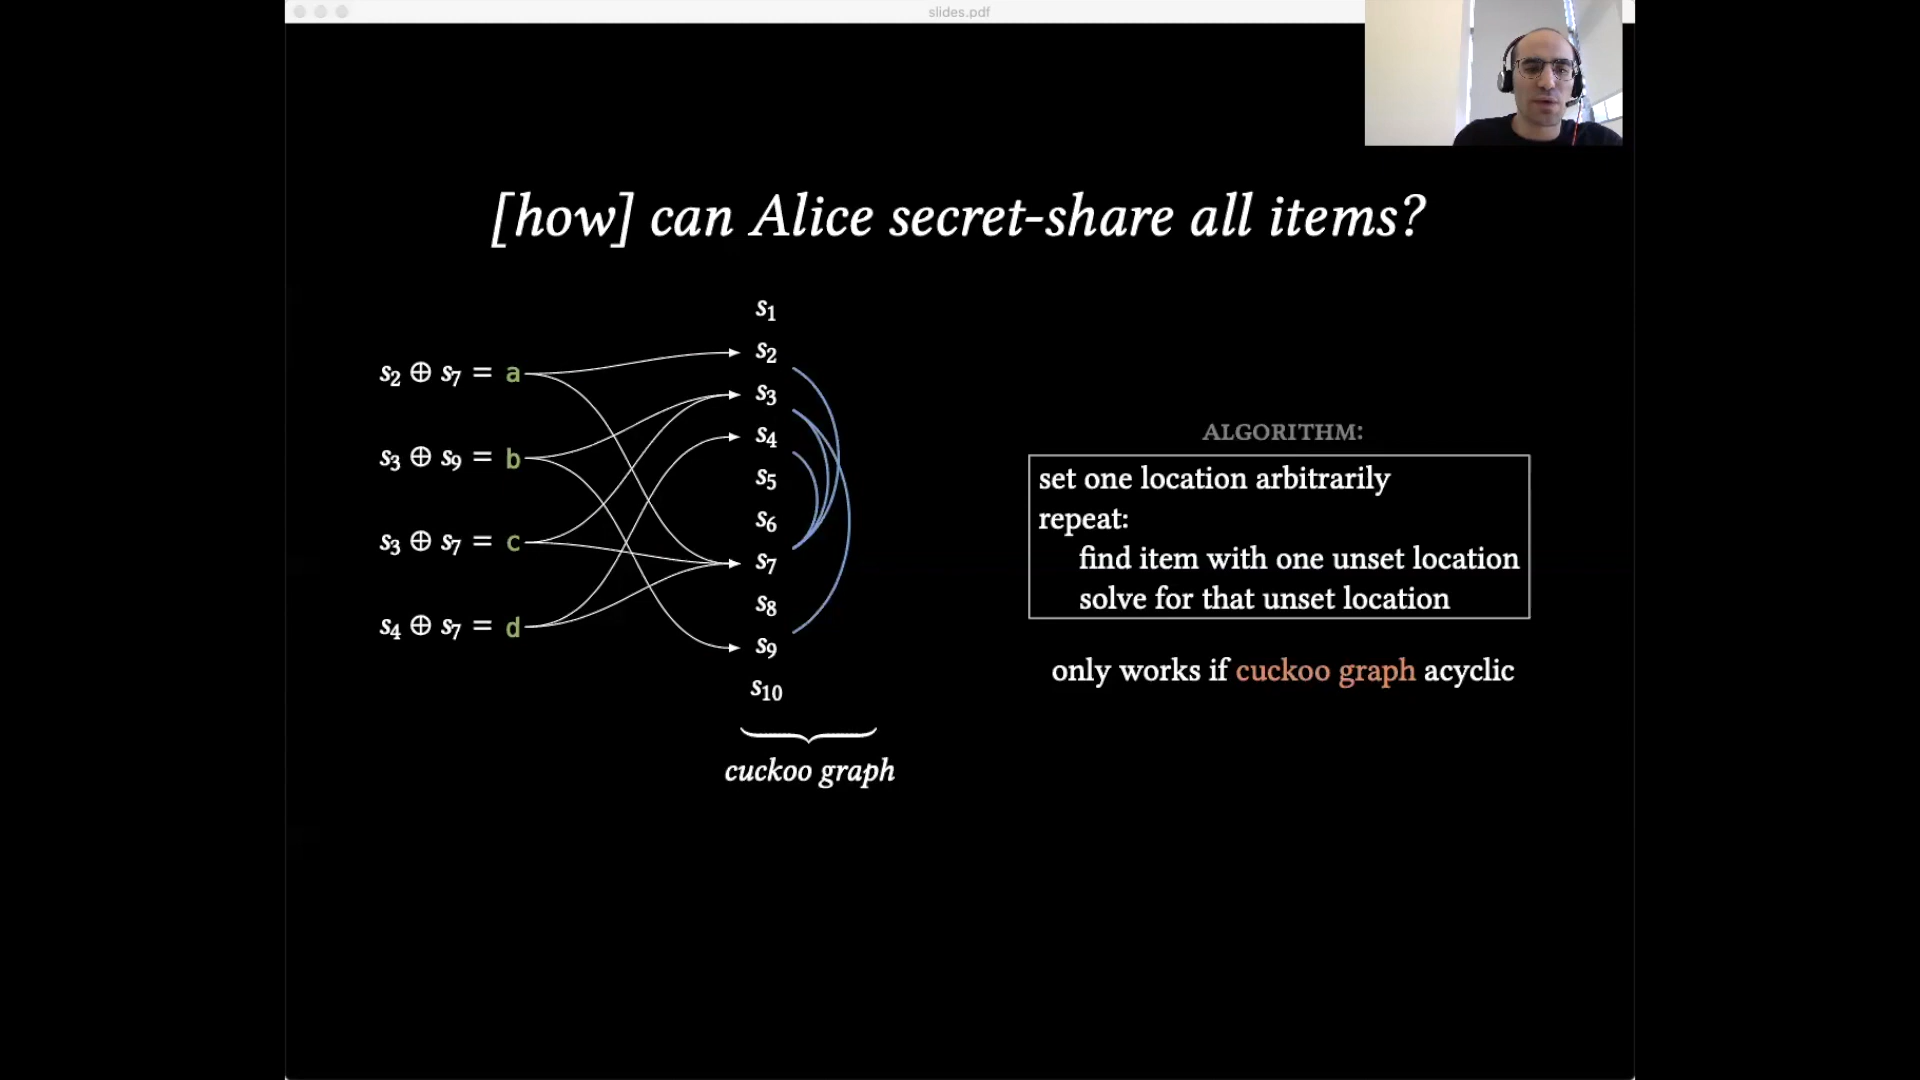 slides.pdf
[how] can Alice secret-share all items?
s₂ ⊕ s₇ = a
s₃ ⊕ s₉ = b
s₃ ⊕ s₇ = c
s₄ ⊕ s₇ = d
s₁
s₂
s₃
s₄
s₅
s₆
s₇
s₈
s₉
s₁₀
cuckoo graph
ALGORITHM:
set one location arbitrarily
repeat:
find item with one unset location
solve for that unset location
only works if cuckoo graph acyclic